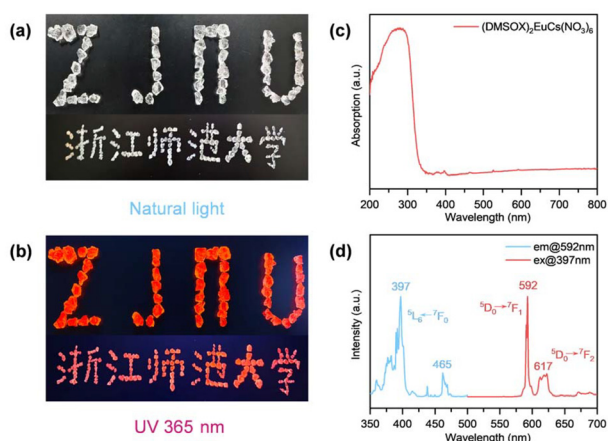 (a)
ZJNU
浙江师范大学
Natural light
(b)
ZJNU
浙江师范大学
UV 365 nm
(c)
(DMSOX)₂EuCs(NO₃)₆
Absorption (a.u.)
200 300 400 500 600 700 800
Wavelength (nm)
(d)
em@592nm
ex@397nm
397
⁵L₆←⁷F₀
465
592
⁵D₀→⁷F₁
617
⁵D₀→⁷F₂
Intensity (a.u.)
350 400 450 500 550 600 650 700
Wavelength (nm)